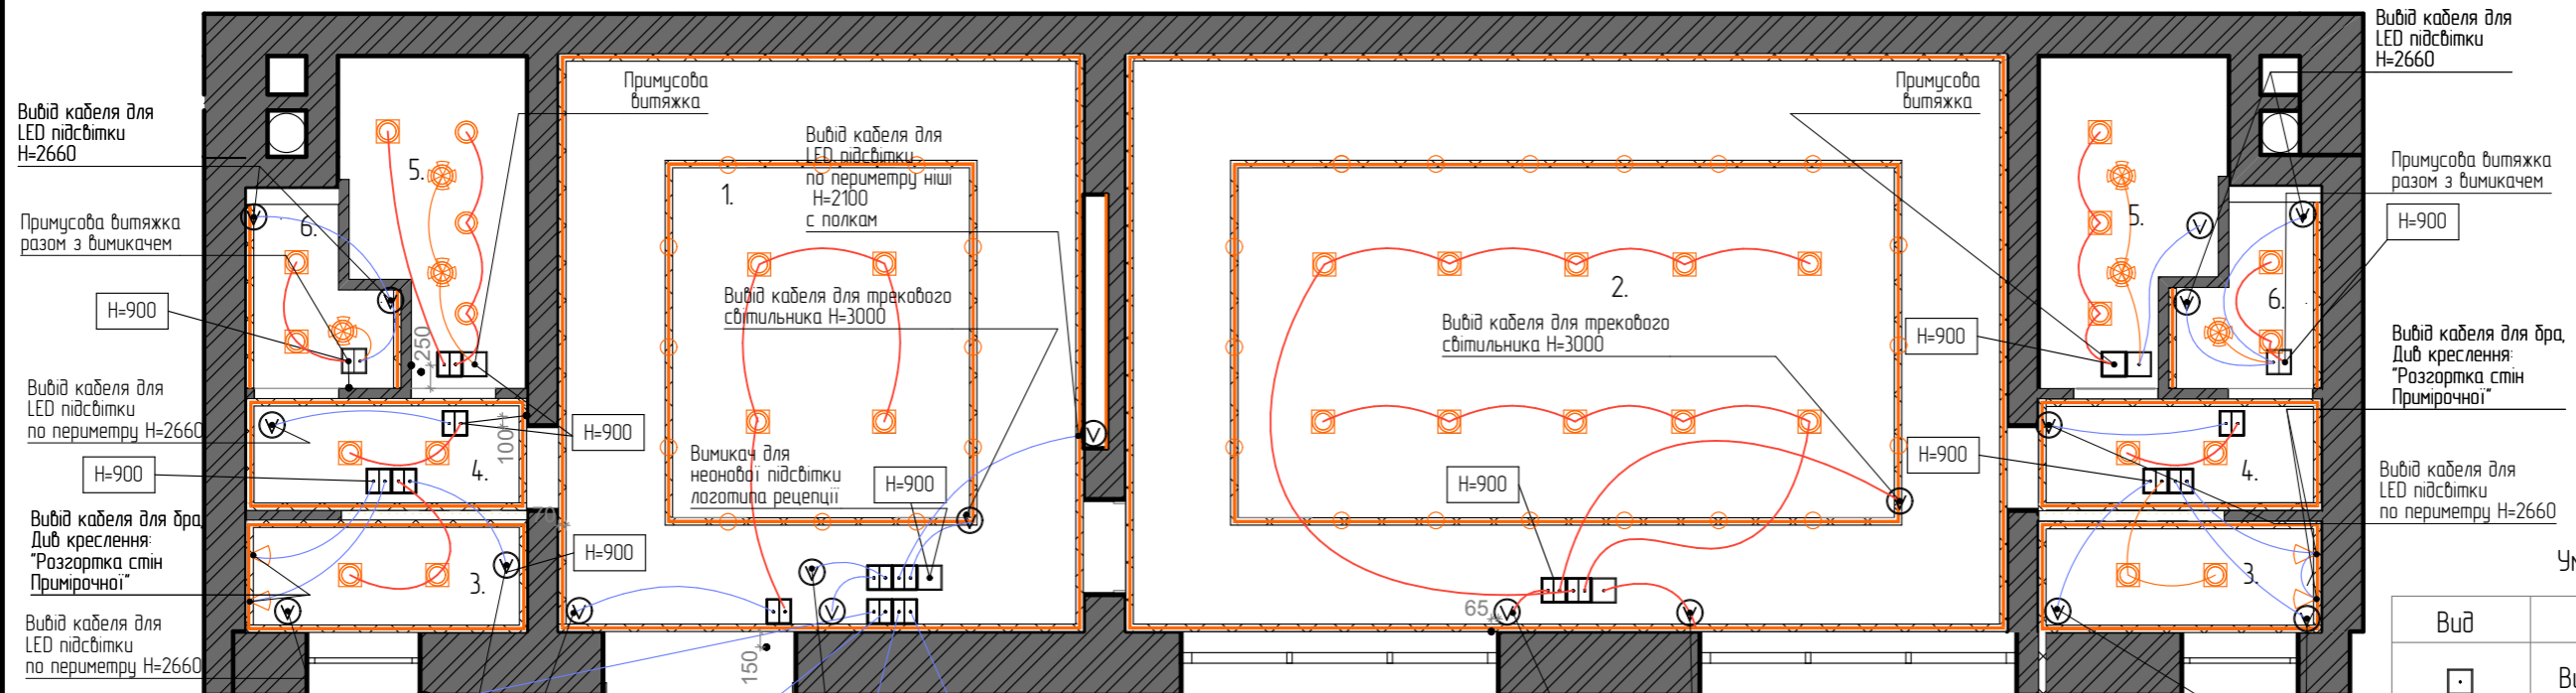 Вивід кабеля для
LED підсвітки
H=2660
Примусова витяжка
разом з вимикачем
H=900
Вивід кабеля для
LED підсвітки
по периметру H=2660
H=900
Вивід кабеля для бра,
Див креслення:
"Розгортка стін
Примірочної"
Вивід кабеля для
LED підсвітки
по периметру H=2660
5.
6.
4.
3.
250
100
70
H=900
H=900
Примусова
витяжка
1.
Вивід кабеля для
LED підсвітки
по периметру ніші
H=2100
с полкам
Вивід кабеля для трекового
світильника H=3000
Вимикач для
неонової підсвітки
логотипа рецепції
H=900
150
2.
Вивід кабеля для трекового
світильника H=3000
H=900
65
Примусова
витяжка
5.
6.
4.
3.
H=900
H=900
Вивід кабеля для
LED підсвітки
H=2660
Примусова витяжка
разом з вимикачем
H=900
Вивід кабеля для бра,
Див креслення:
"Розгортка стін
Примірочної"
Вивід кабеля для
LED підсвітки
по периметру H=2660
Вид